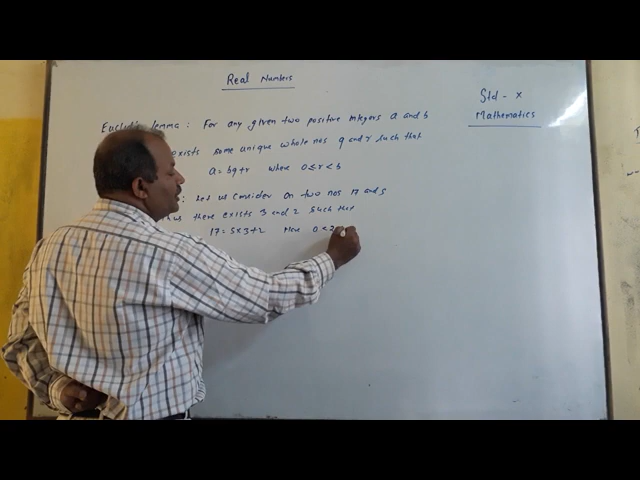 Real Numbers
Std - X
Mathematics
lemma : For any given two positive integers a and b
exists some unique whole nos q and r such that
a = bq + r where 0 ≤ r < b
: Let us consider on two nos 17 and 5
there exists 3 and 2 such that
17 = 5 x 3 + 2 Here 0 < 2